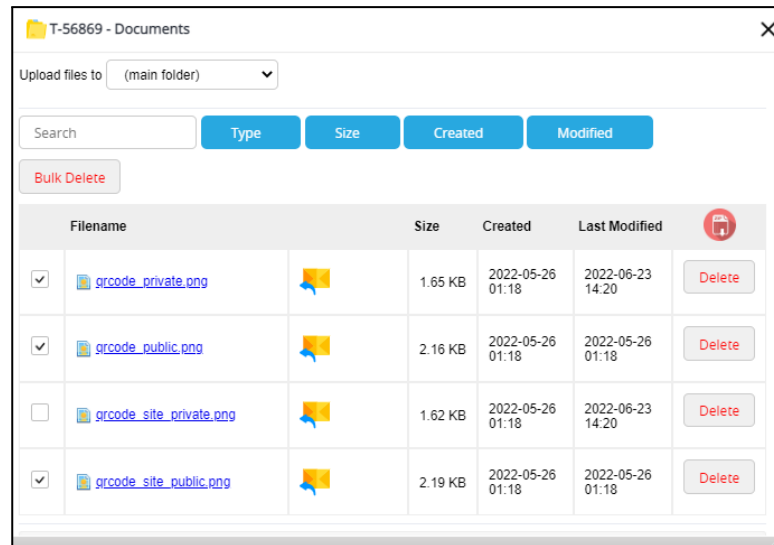 T-56869 - Documents
Upload files to (main folder)
Search Type Size Created Modified
Bulk Delete
Filename Size Created Last Modified
qrcode_private.png 1.65 KB 2022-05-26 01:18 2022-06-23 14:20 Delete
qrcode_public.png 2.16 KB 2022-05-26 01:18 2022-05-26 01:18 Delete
qrcode_site_private.png 1.62 KB 2022-05-26 01:18 2022-06-23 14:20 Delete
qrcode_site_public.png 2.19 KB 2022-05-26 01:18 2022-05-26 01:18 Delete